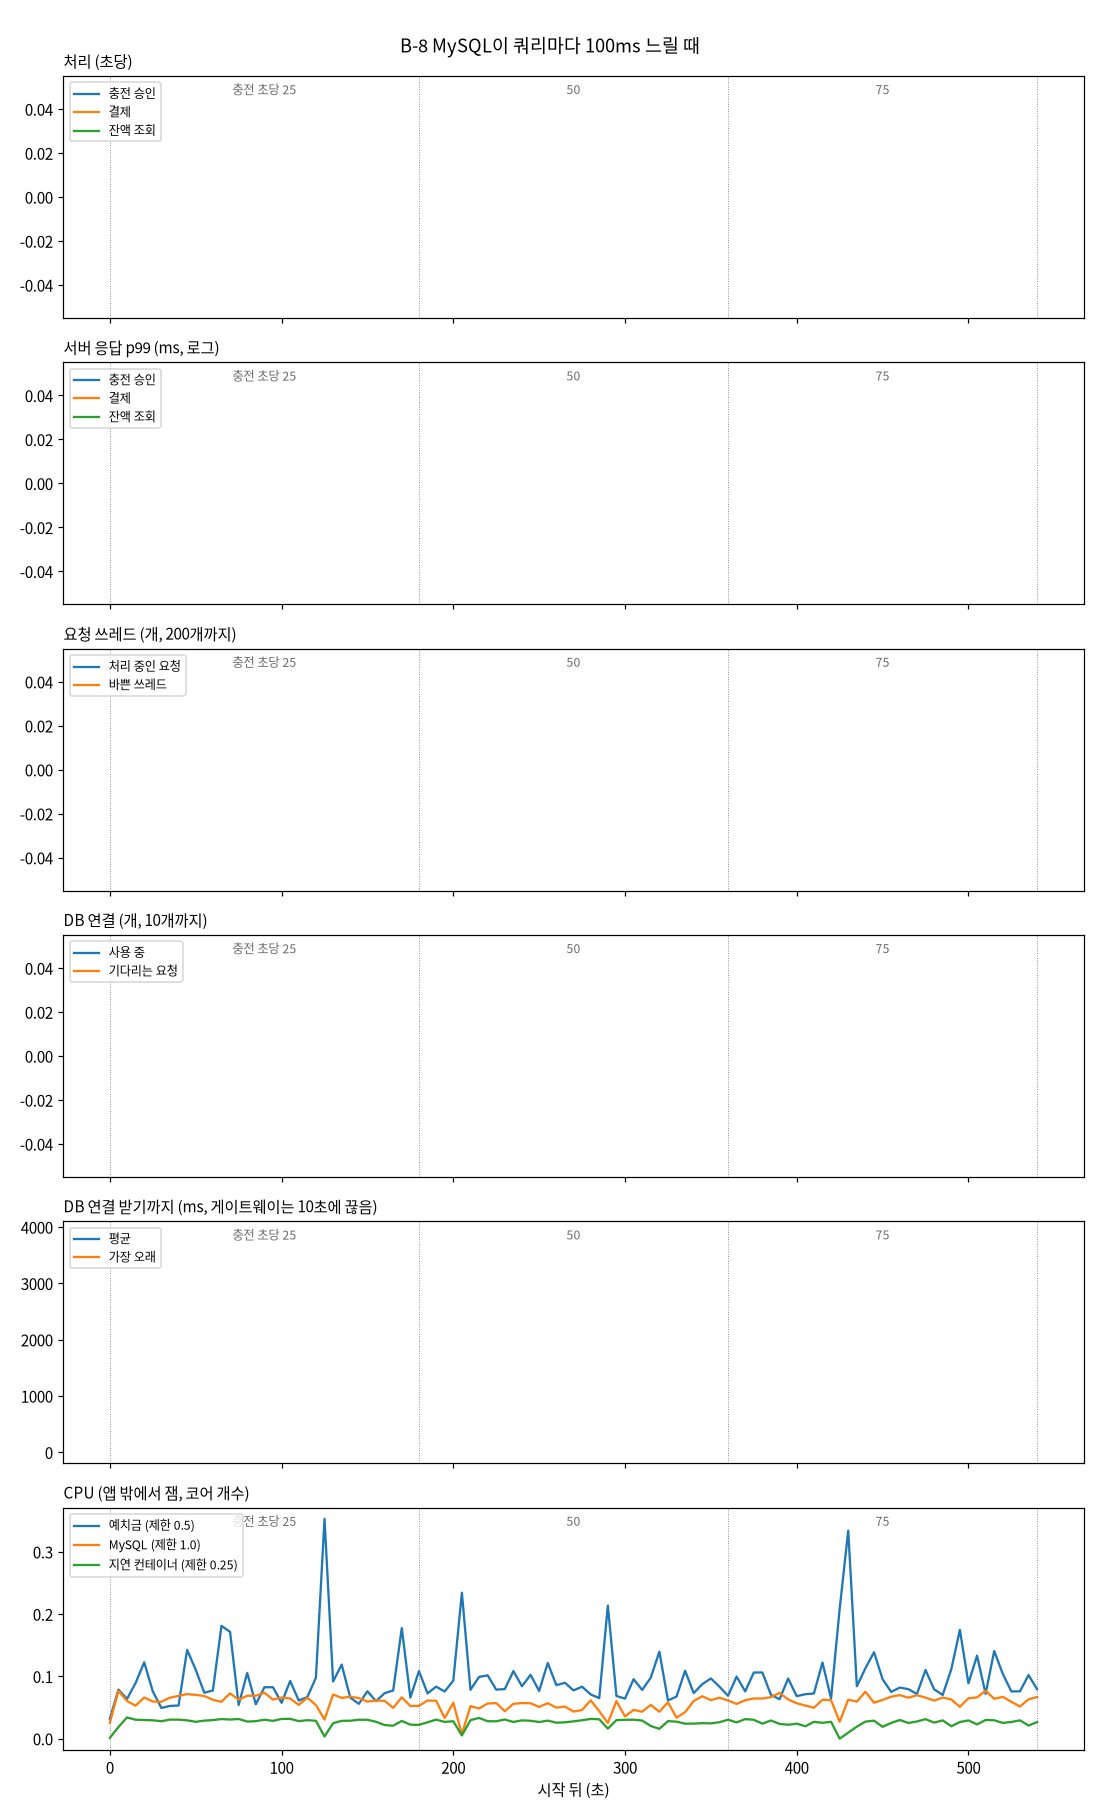 B-8 MySQL이 쿼리마다 100ms 느릴 때
처리 (초당)
충전 승인
결제
잔액 조회
충전 초당 25
50
75
0.04
0.02
0.00
-0.02
-0.04
서버 응답 p99 (ms, 로그)
충전 승인
결제
잔액 조회
충전 초당 25
50
75
0.04
0.02
0.00
-0.02
-0.04
요청 쓰레드 (개, 200개까지)
처리 중인 요청
바쁜 쓰레드
충전 초당 25
50
75
0.04
0.02
0.00
-0.02
-0.04
DB 연결 (개, 10개까지)
사용 중
기다리는 요청
충전 초당 25
50
75
0.04
0.02
0.00
-0.02
-0.04
DB 연결 받기까지 (ms, 게이트웨이는 10초에 끊음)
평균
가장 오래
충전 초당 25
50
75
4000
3000
2000
1000
0
CPU (앱 밖에서 잼, 코어 개수)
예치금 (제한 0.5)
MySQL (제한 1.0)
지연 컨테이너 (제한 0.25)
충전 초당 25
50
75
0.3
0.2
0.1
0.0
0
100
200
300
400
500
시작 뒤 (초)